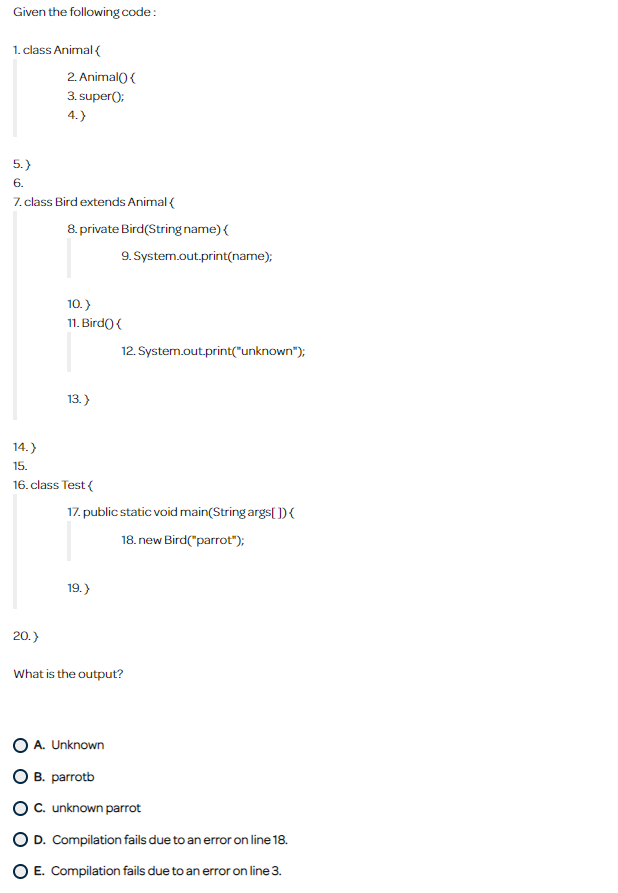 Given the following code :
1. class Animal {
2. Animal() {
3. super();
4. }
5. }
6.
7. class Bird extends Animal {
8. private Bird(String name) {
9. System.out.print(name);
10. }
11. Bird() {
12. System.out.print("unknown");
13. }
14. }
15.
16. class Test {
17. public static void main(String args[ ]) {
18. new Bird("parrot");
19. }
20. }
What is the output?
A. Unknown
B. parrotb
C. unknown parrot
D. Compilation fails due to an error on line 18.
E. Compilation fails due to an error on line 3.